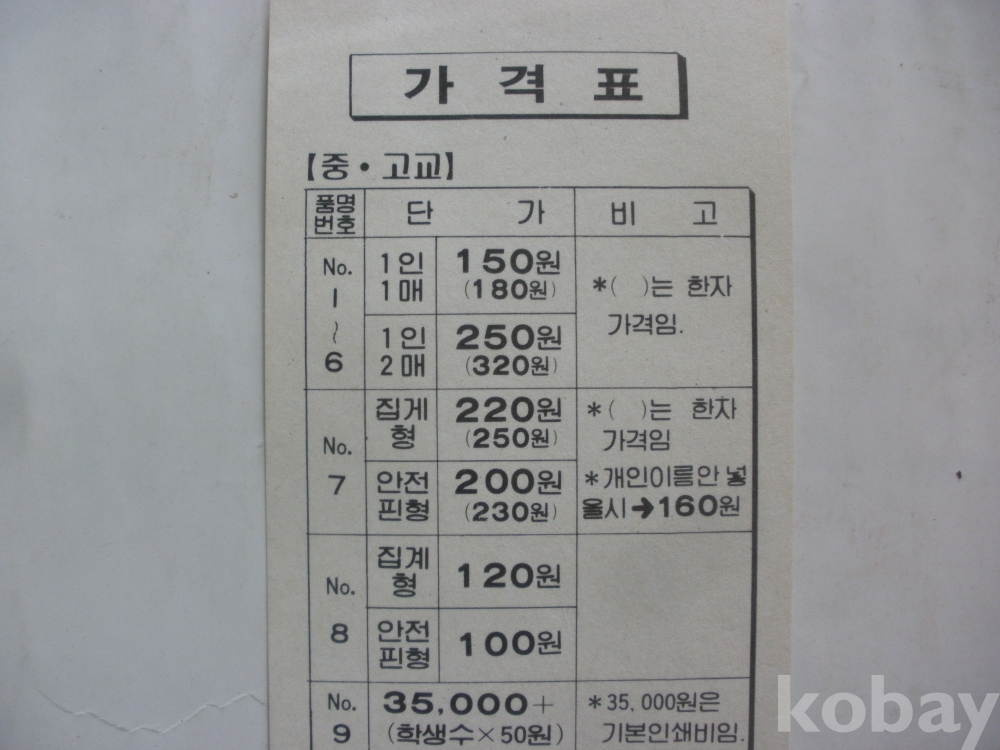 가 격 표
【중·고교】
품명번호 단 가 비 고
No. 1 ~ 6
1인 1매 150원 (180원)
1인 2매 250원 (320원)
*( )는 한자
가격임.
No. 7
집게형 220원 (250원)
안전핀형 200원 (230원)
*( )는 한자
가격임
*개인이름안 넣
을시➔160원
No. 8
집계형 120원
안전핀형 100원
No. 9
35,000+
(학생수×50원)
*35,000원은
기본인쇄비임.
kobay